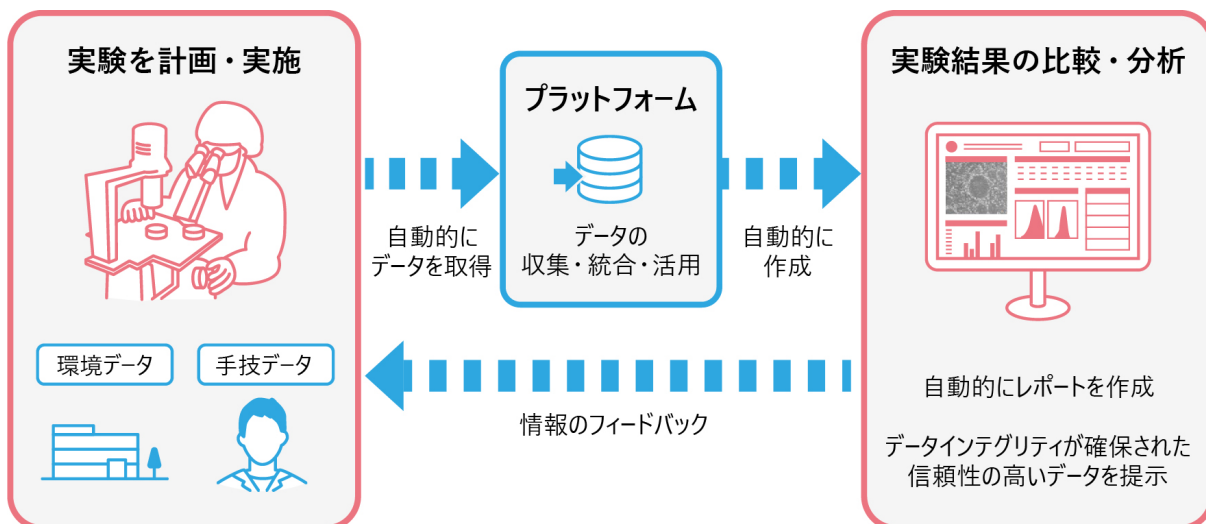 実験を計画・実施
環境データ
手技データ
自動的に
データを取得
プラットフォーム
データの
収集・統合・活用
自動的に
作成
情報のフィードバック
実験結果の比較・分析
自動的にレポートを作成
データインテグリティが確保された
信頼性の高いデータを提示